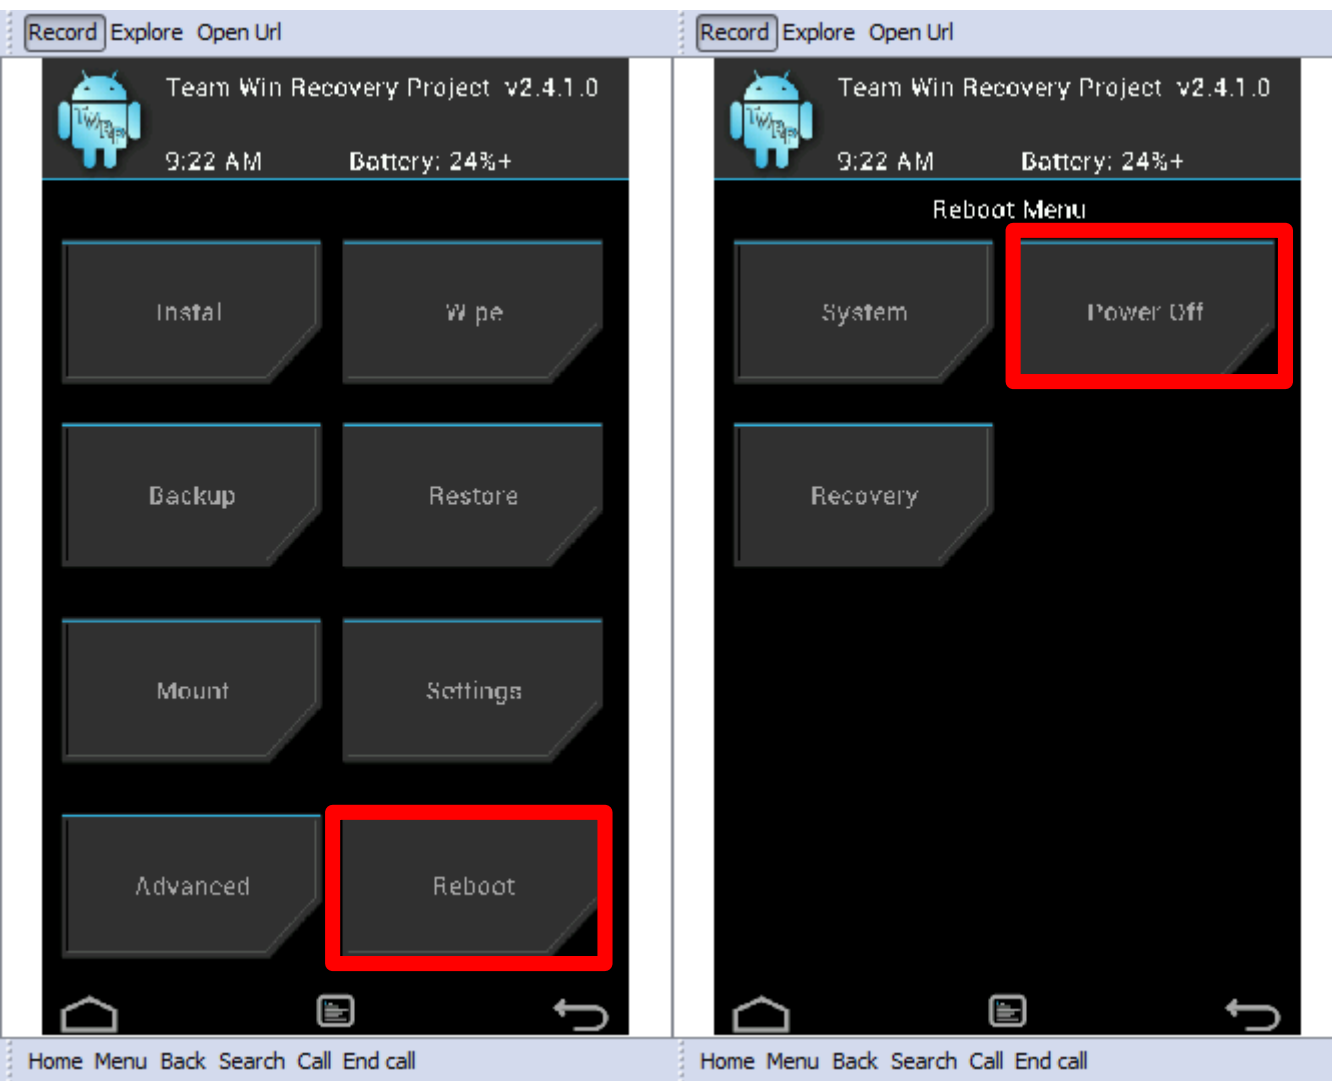 Record Explore Open Url
Team Win Recovery Project v2.4.1.0
9:22 AM Battery: 24%+
Instal W pe
Backup Restore
Mount Settings
Advanced Reboot
Home Menu Back Search Call End call
Record Explore Open Url
Team Win Recovery Project v2.4.1.0
9:22 AM Battery: 24%+
Reboot Menu
System Power Off
Recovery
Home Menu Back Search Call End call